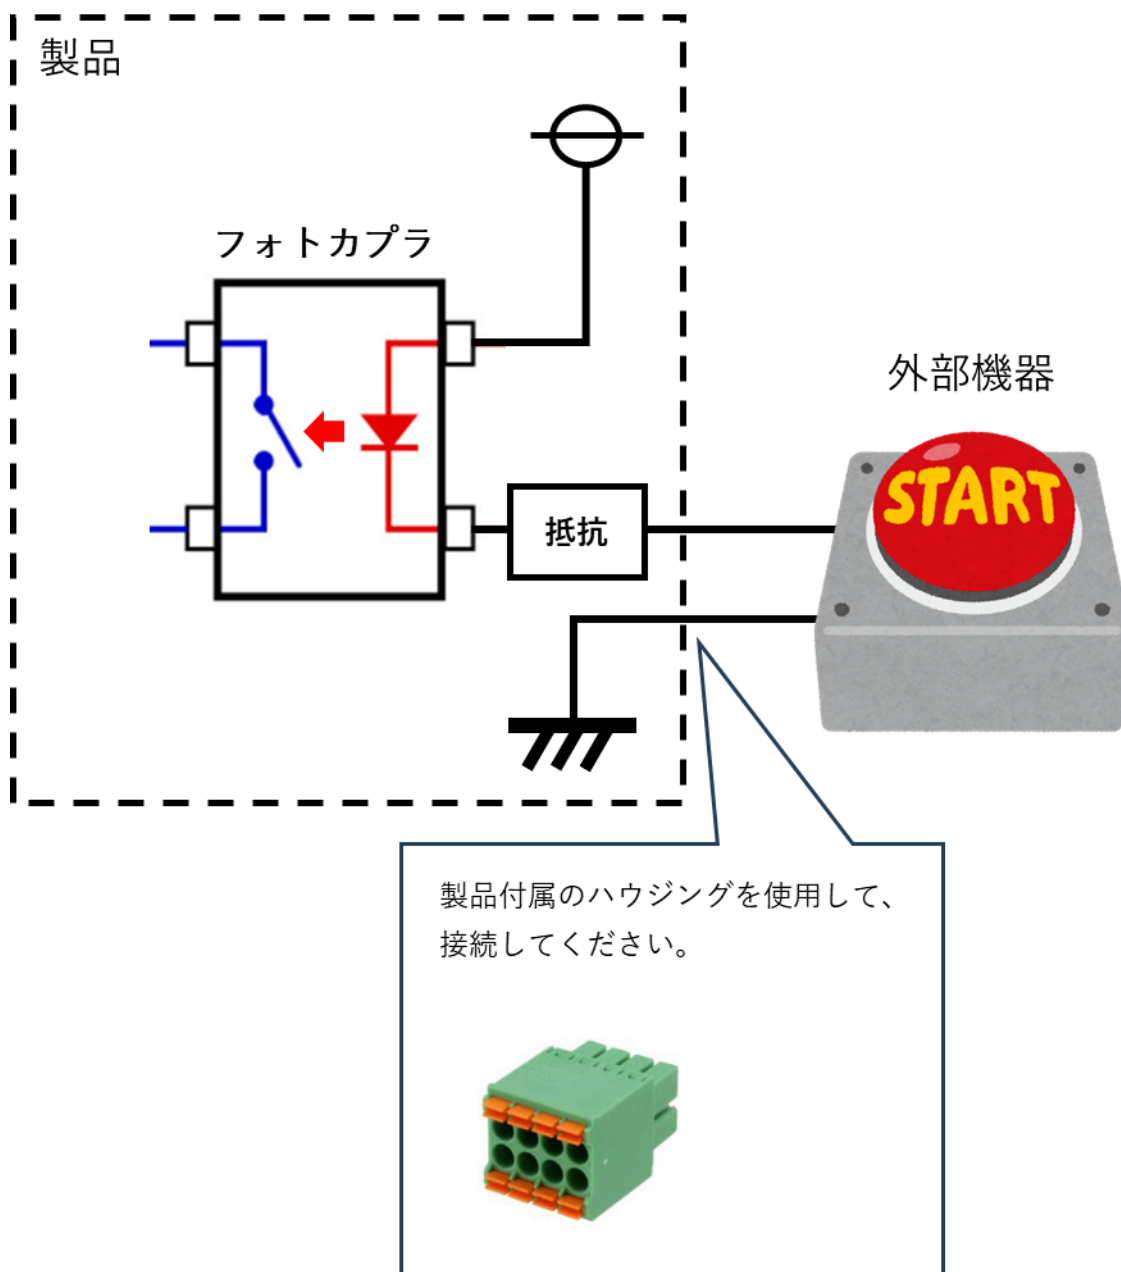 製品
フォトカプラ
外部機器
START
抵抗
製品付属のハウジングを使用して、
接続してください。